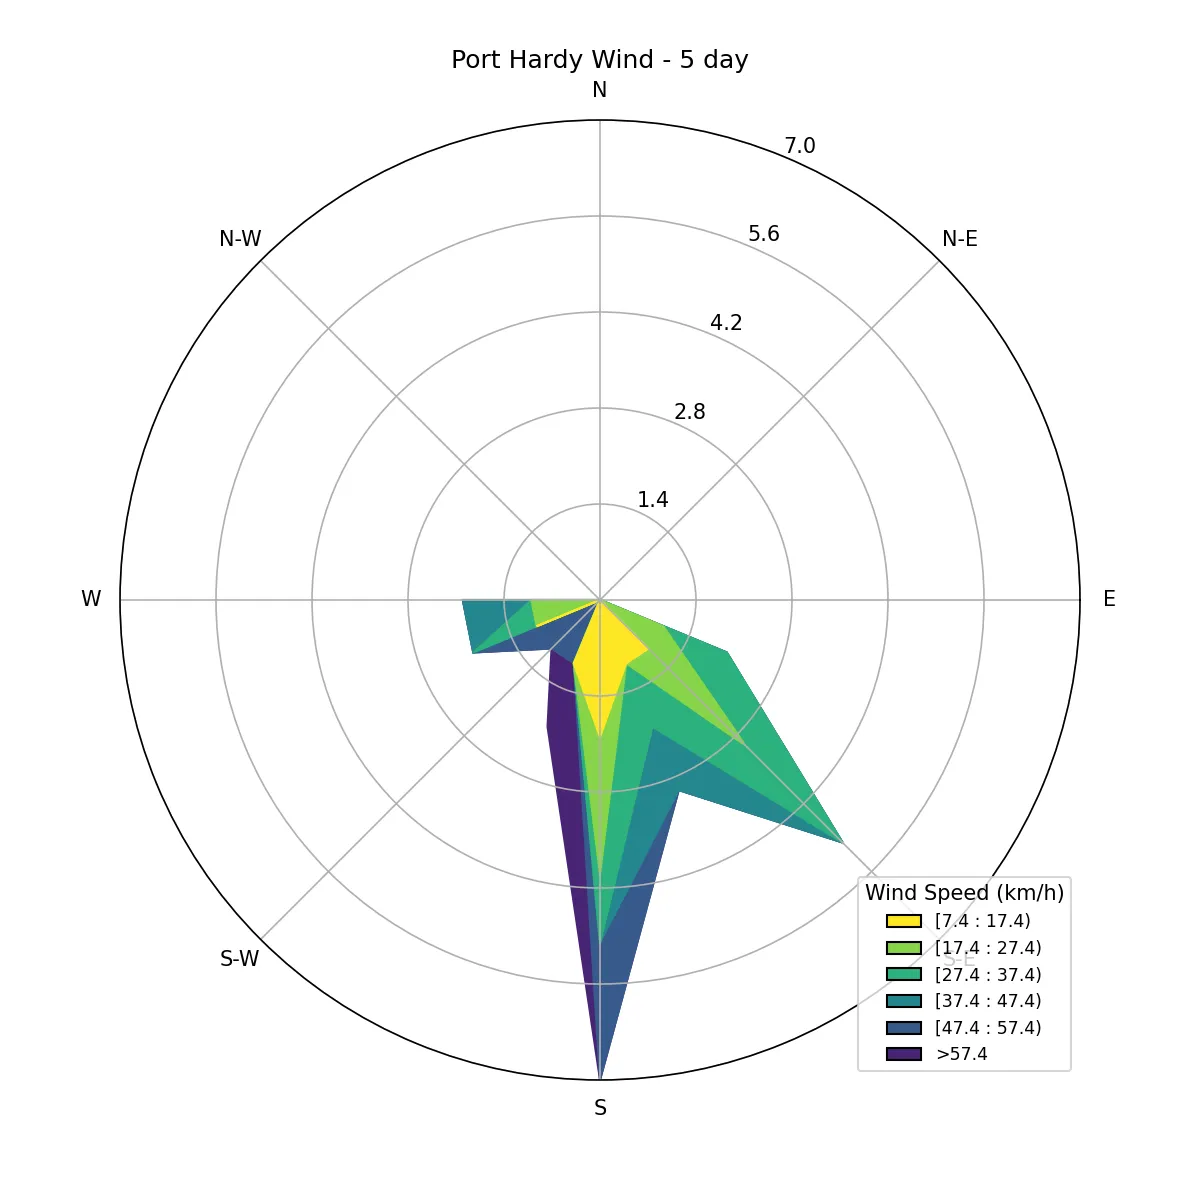 Port Hardy Wind - 5 day
N
7.0
N-W
N-E
5.6
4.2
2.8
1.4
W
E
S-W
S-E
S
Wind Speed (km/h)
[7.4 : 17.4)
[17.4 : 27.4)
[27.4 : 37.4)
[37.4 : 47.4)
[47.4 : 57.4)
>57.4